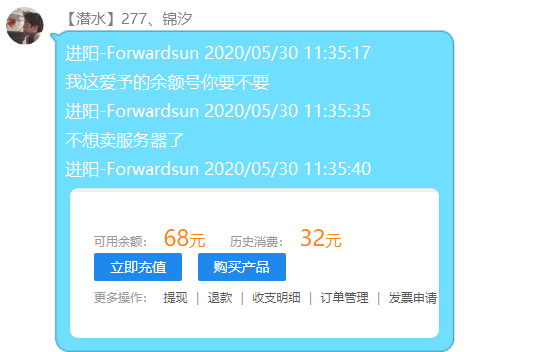 【潜水】277、锦汐
进阳-Forwardsun 2020/05/30 11:35:17
我这爱予的余额号你要不要
进阳-Forwardsun 2020/05/30 11:35:35
不想卖服务器了
进阳-Forwardsun 2020/05/30 11:35:40
可用余额： 68元 历史消费： 32元
立即充值 购买产品
更多操作： 提现 | 退款 | 收支明细 | 订单管理 | 发票申请